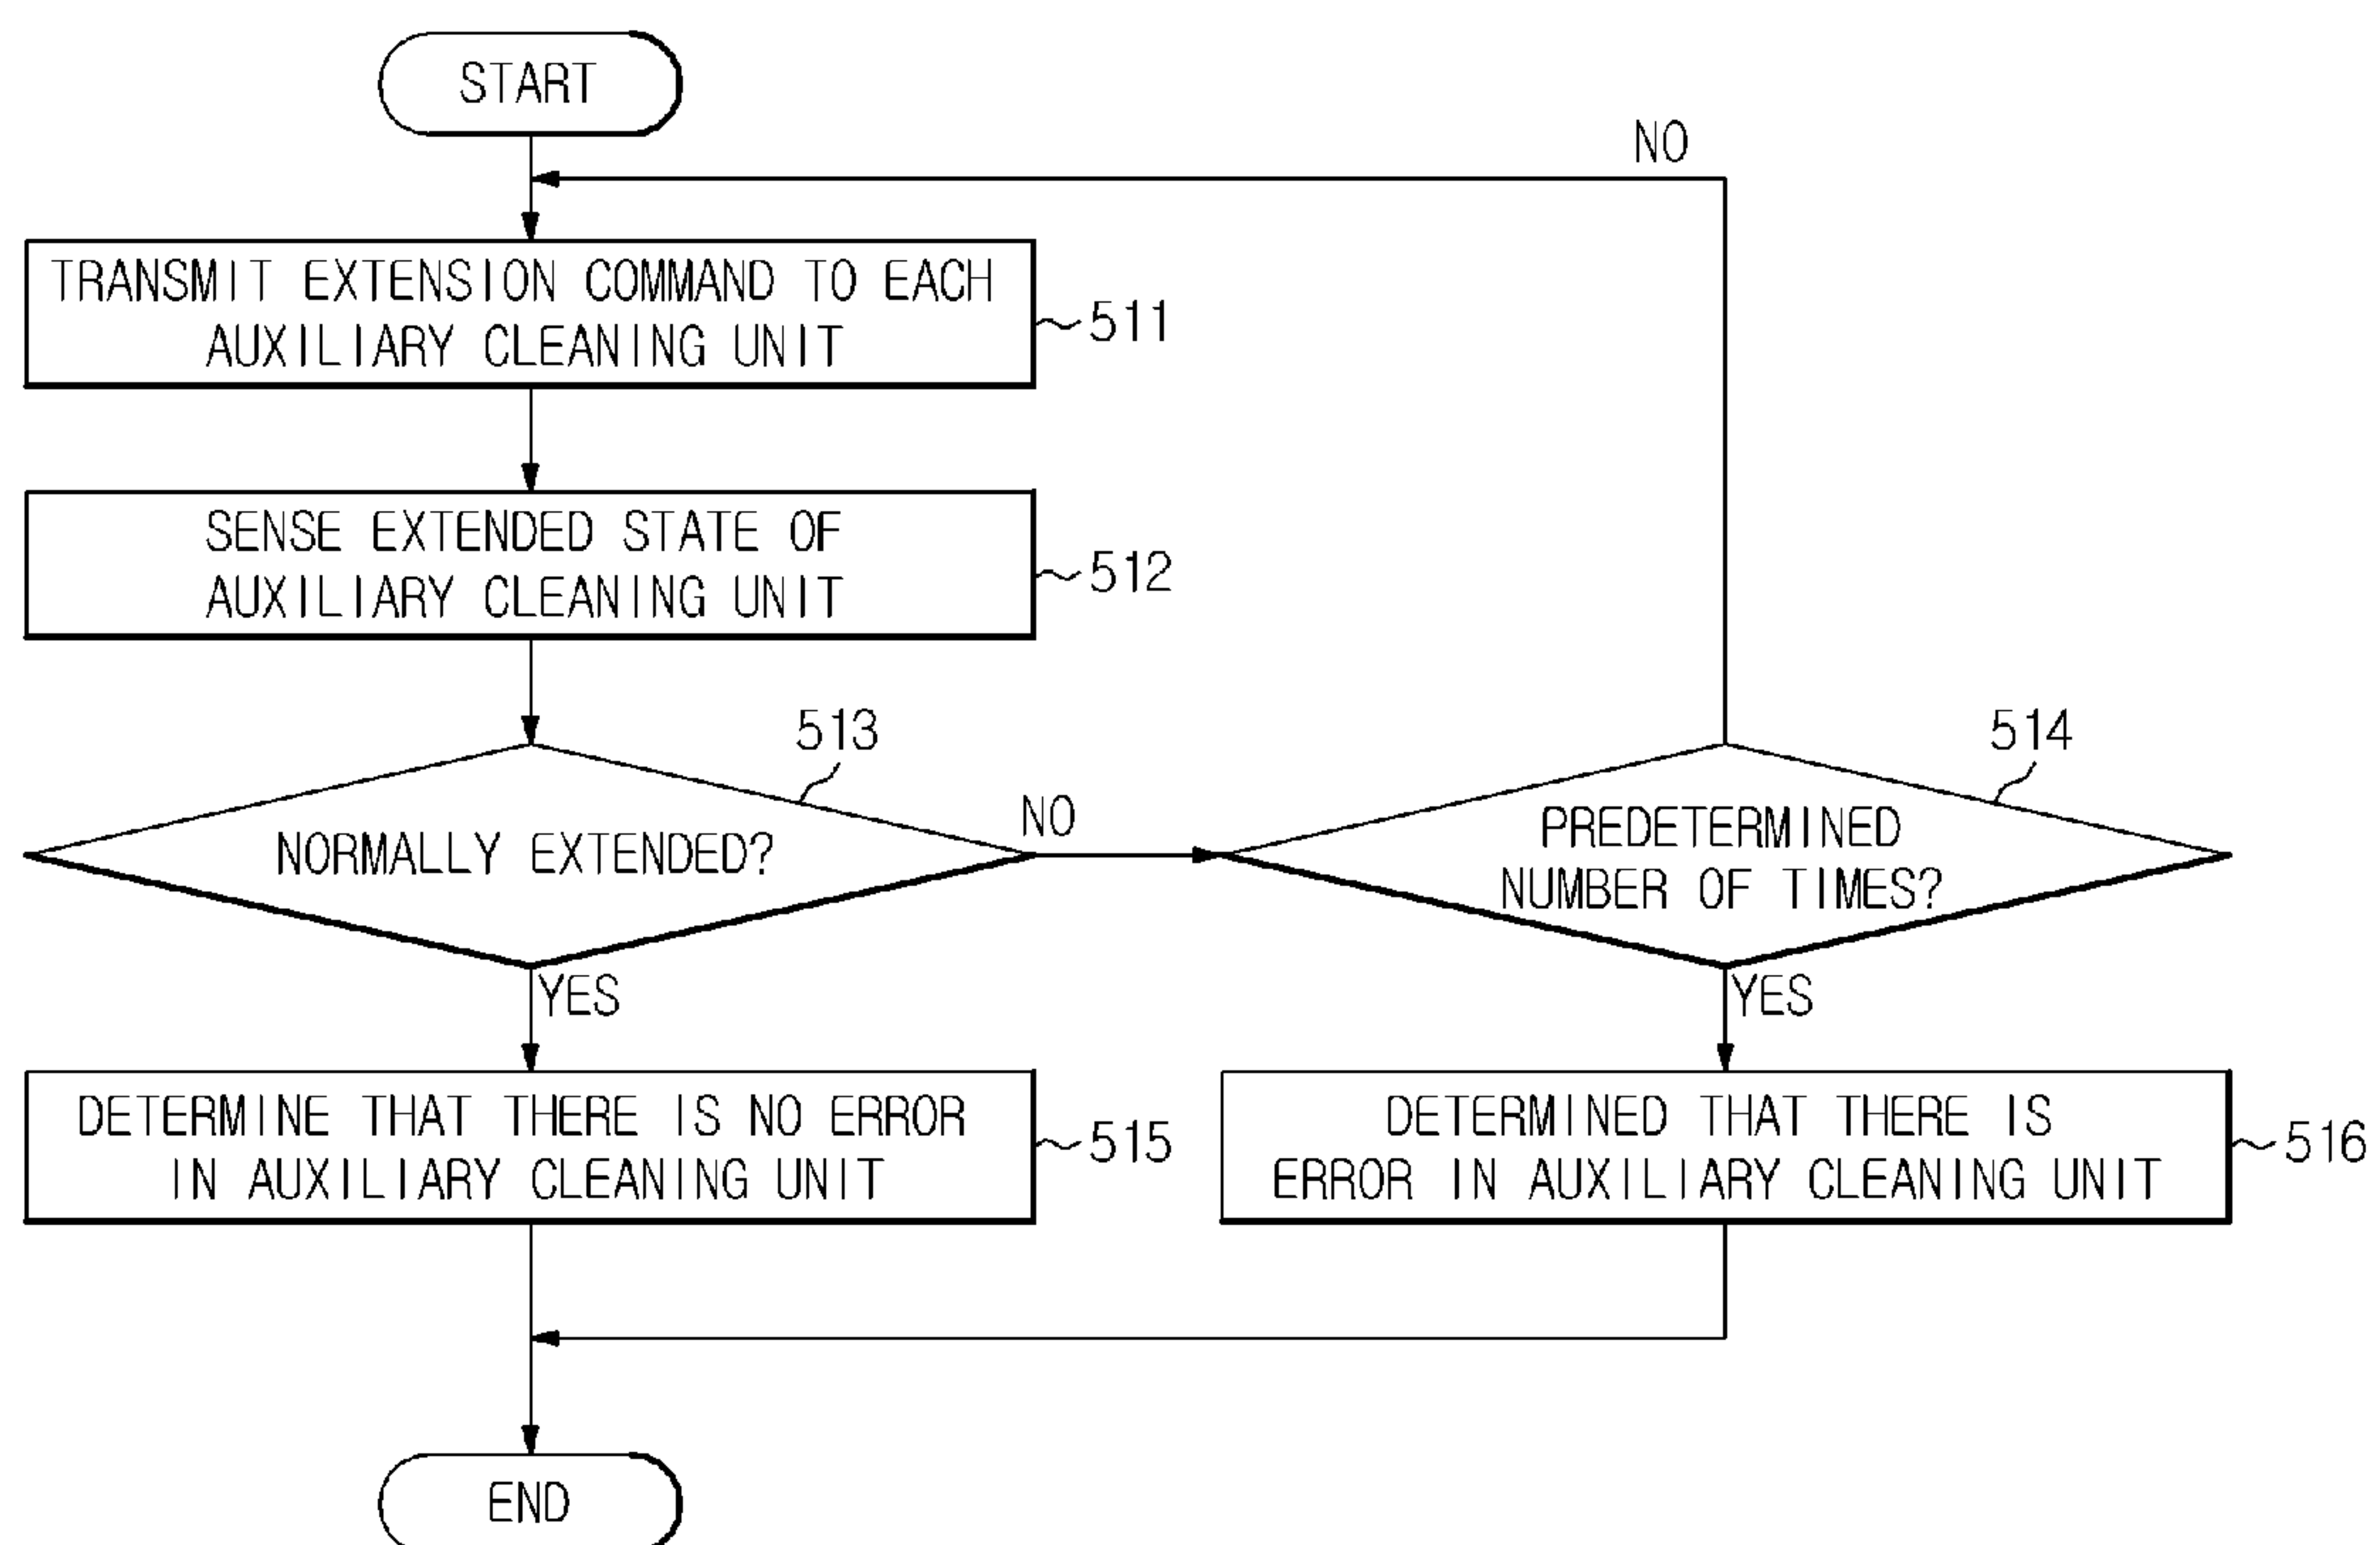 START
NO
TRANSMIT EXTENSION COMMAND TO EACH
AUXILIARY CLEANING UNIT
511
SENSE EXTENDED STATE OF
AUXILIARY CLEANING UNIT
512
513
NORMALLY EXTENDED?
NO
514
PREDETERMINED
NUMBER OF TIMES?
YES
YES
DETERMINE THAT THERE IS NO ERROR
IN AUXILIARY CLEANING UNIT
515
DETERMINED THAT THERE IS
ERROR IN AUXILIARY CLEANING UNIT
516
END